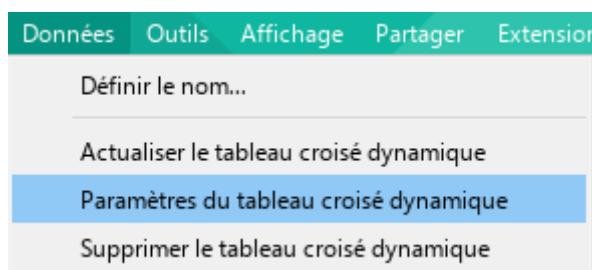 Données Outils Affichage Partager Extension
Définir le nom...
Actualiser le tableau croisé dynamique
Paramètres du tableau croisé dynamique
Supprimer le tableau croisé dynamique